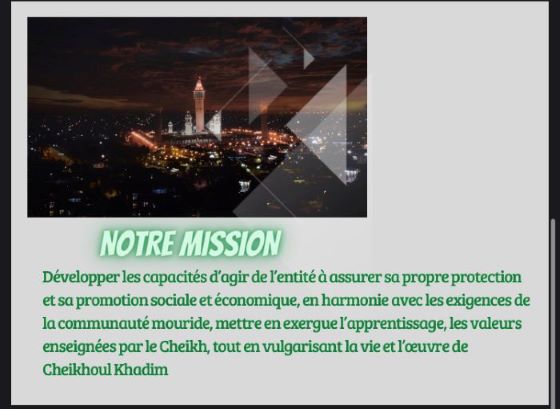 NOTRE MISSION
Développer les capacités d'agir de l'entité à assurer sa propre protection
et sa promotion sociale et économique, en harmonie avec les exigences de
la communauté mouride, mettre en exergue l'apprentissage, les valeurs
enseignées par le Cheikh, tout en vulgarisant la vie et l'œuvre de
Cheikhoul Khadim